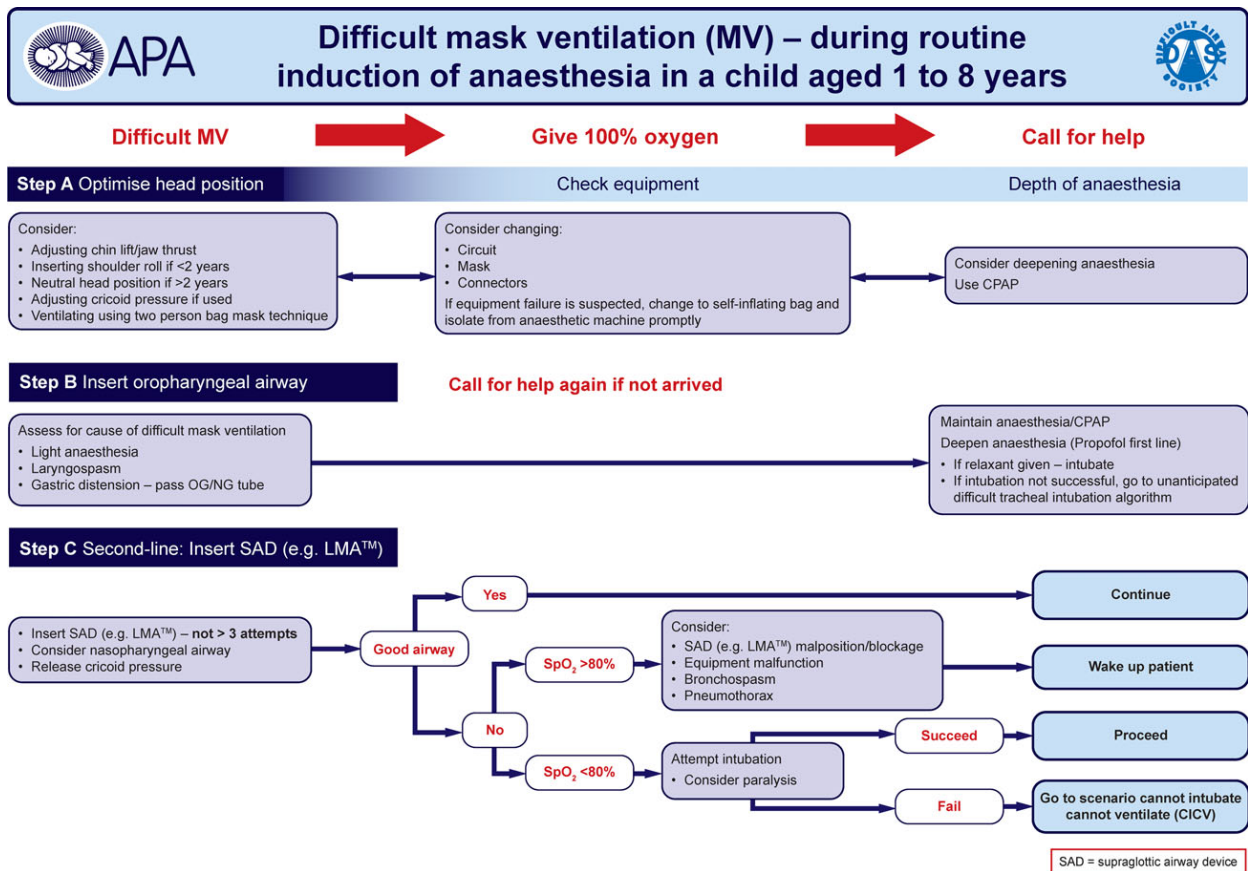 APA
Difficult mask ventilation (MV) – during routine
induction of anaesthesia in a child aged 1 to 8 years
DIFFICULT AIRWAY
DAS
SOCIETY
Difficult MV
Give 100% oxygen
Call for help
Step A Optimise head position
Check equipment
Depth of anaesthesia
Consider:
• Adjusting chin lift/jaw thrust
• Inserting shoulder roll if <2 years
• Neutral head position if >2 years
• Adjusting cricoid pressure if used
• Ventilating using two person bag mask technique
Consider changing:
• Circuit
• Mask
• Connectors
If equipment failure is suspected, change to self-inflating bag and
isolate from anaesthetic machine promptly
Consider deepening anaesthesia
Use CPAP
Step B Insert oropharyngeal airway
Call for help again if not arrived
Assess for cause of difficult mask ventilation
• Light anaesthesia
• Laryngospasm
• Gastric distension – pass OG/NG tube
Maintain anaesthesia/CPAP
Deepen anaesthesia (Propofol first line)
• If relaxant given – intubate
• If intubation not successful, go to unanticipated
difficult tracheal intubation algorithm
Step C Second-line: Insert SAD (e.g. LMA™)
• Insert SAD (e.g. LMA™) – not > 3 attempts
• Consider nasopharyngeal airway
• Release cricoid pressure
Good airway
Yes
Continue
No
SpO₂ >80%
Consider:
• SAD (e.g. LMA™) malposition/blockage
• Equipment malfunction
• Bronchospasm
• Pneumothorax
Wake up patient
SpO₂ <80%
Attempt intubation
• Consider paralysis
Succeed
Proceed
Fail
Go to scenario cannot intubate
cannot ventilate (CICV)
SAD = supraglottic airway device